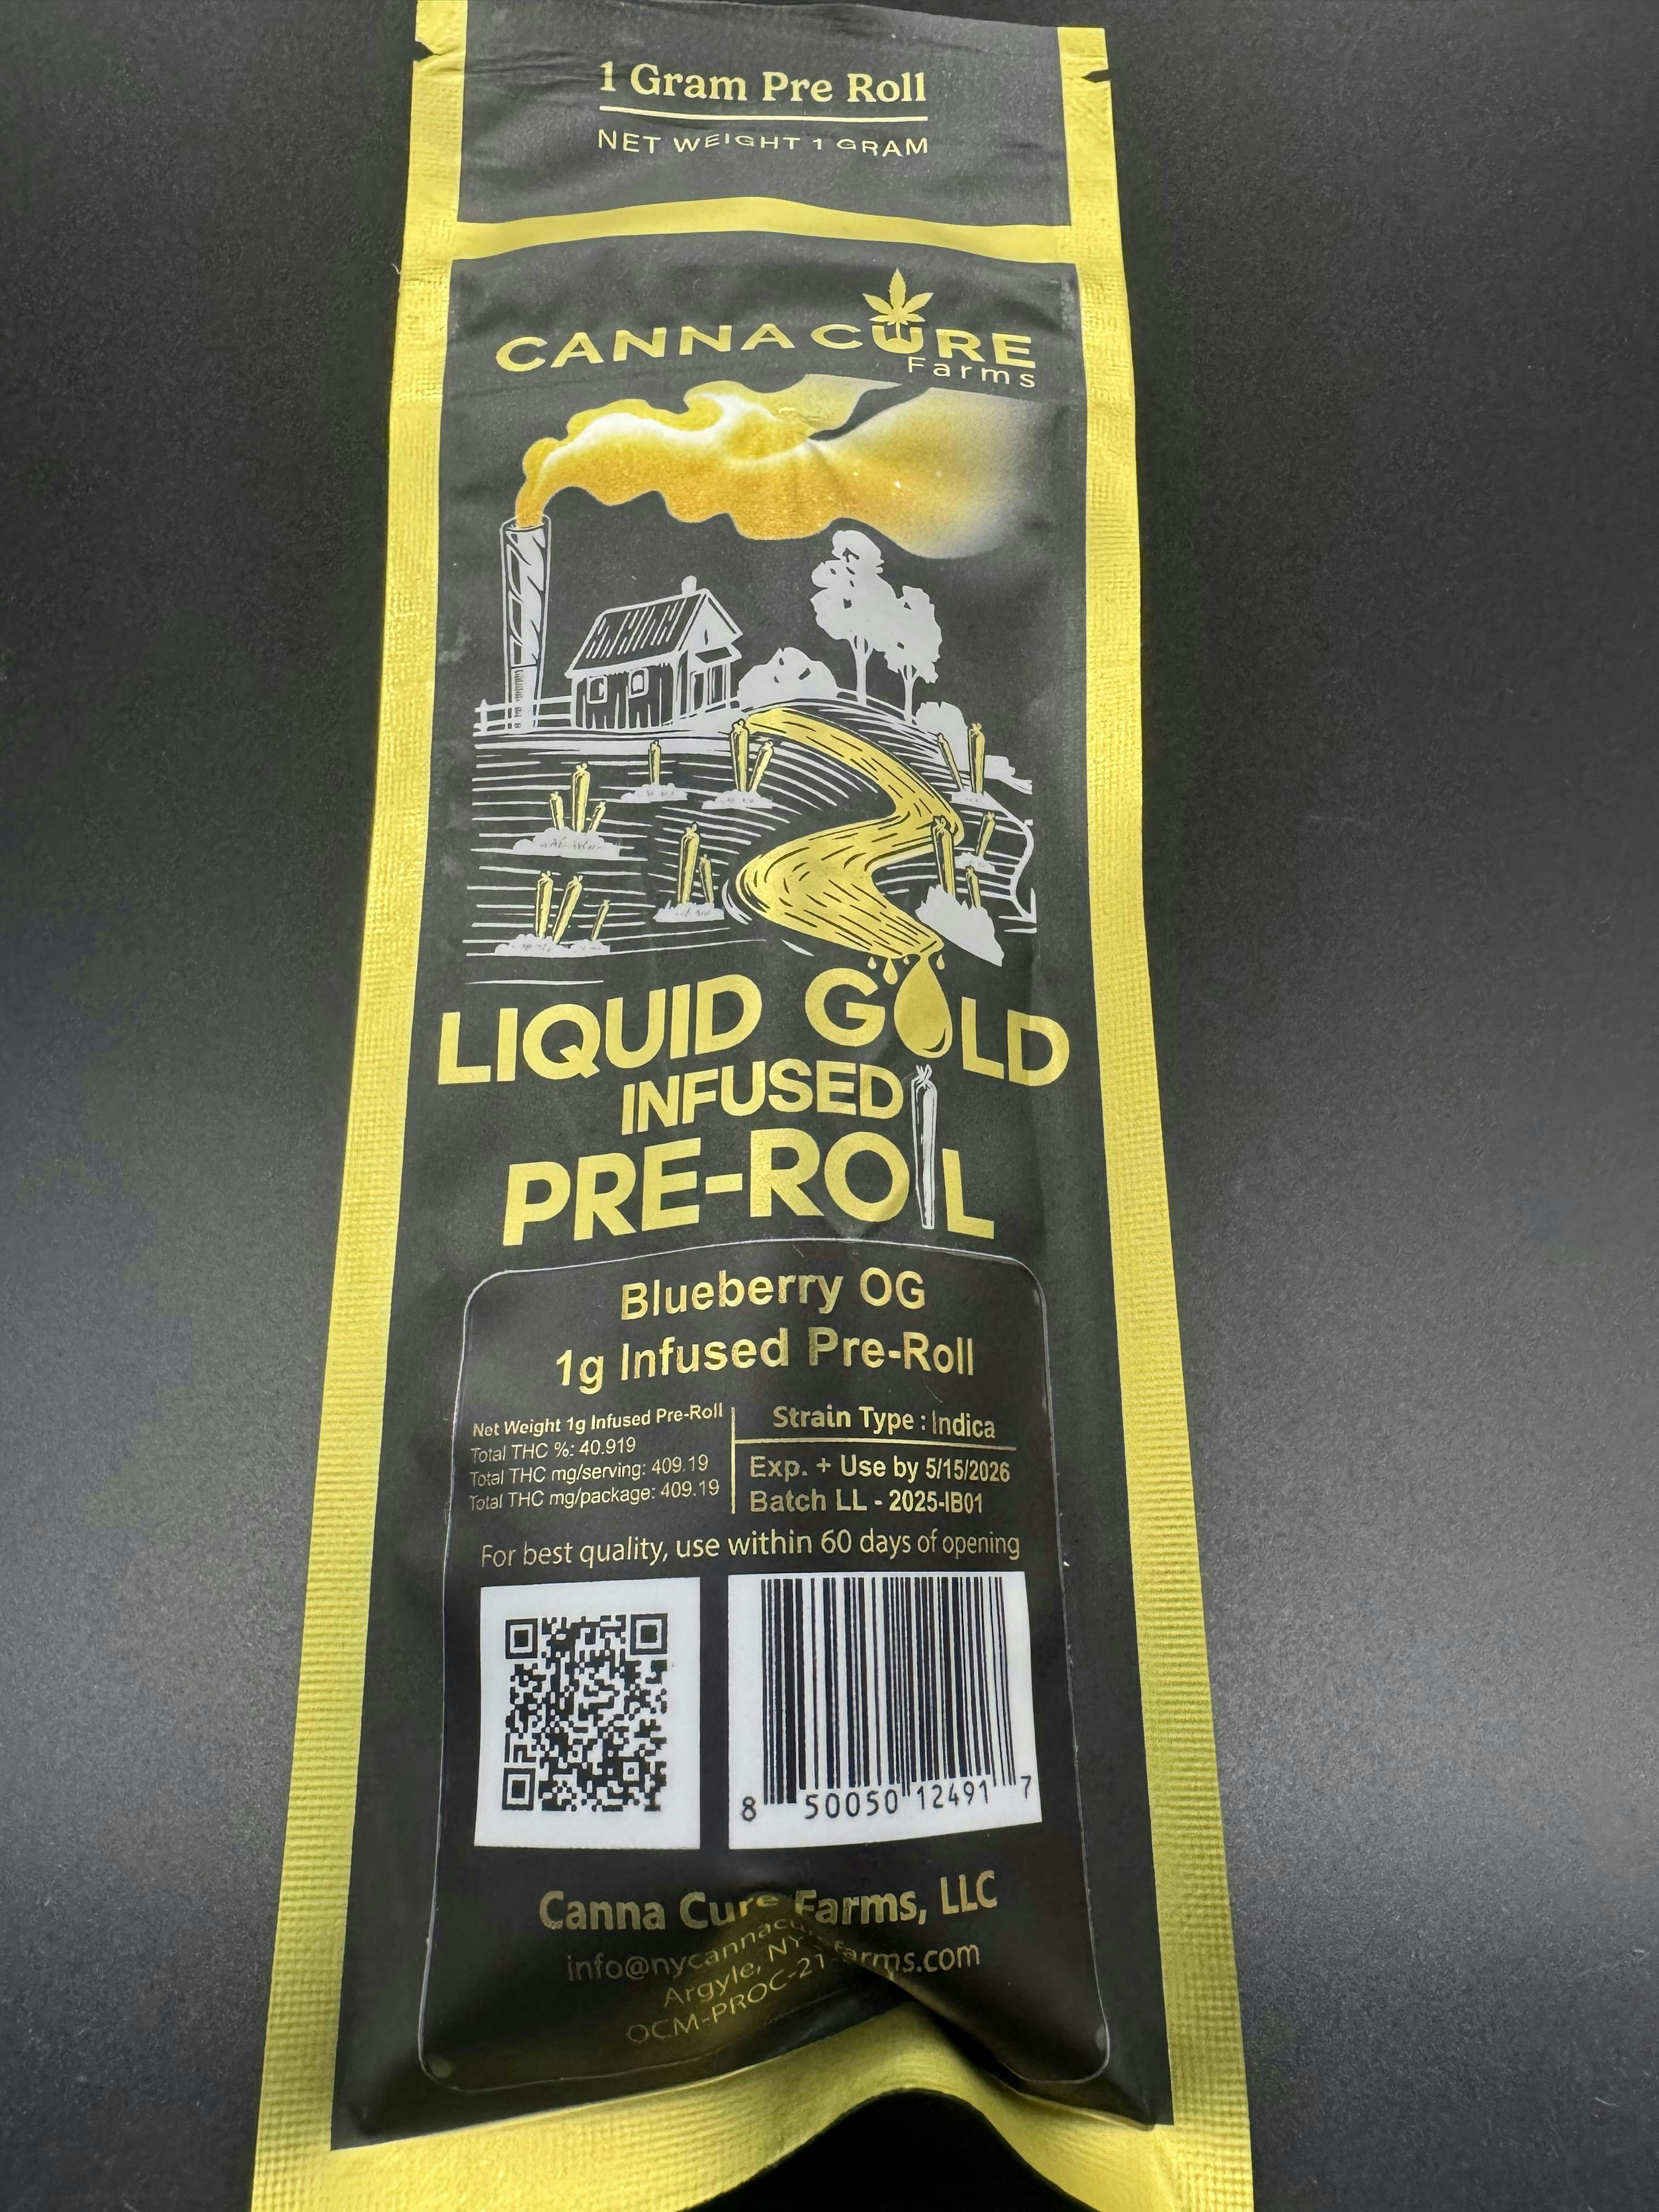 1 Gram Pre Roll
NET WEIGHT 1 GRAM
CANNA CURE
Farms
LIQUID GOLD
INFUSED
PRE-ROLL
Blueberry OG
1g Infused Pre-Roll
Net Weight 1g Infused Pre-Roll
Total THC %: 40.919
Total THC mg/serving: 409.19
Total THC mg/package: 409.19
Strain Type : Indica
Exp. + Use by 5/15/2026
Batch LL - 2025-IB01
For best quality, use within 60 days of opening
8 50050 12491 7
Canna Cure Farms, LLC
Argyle, NY